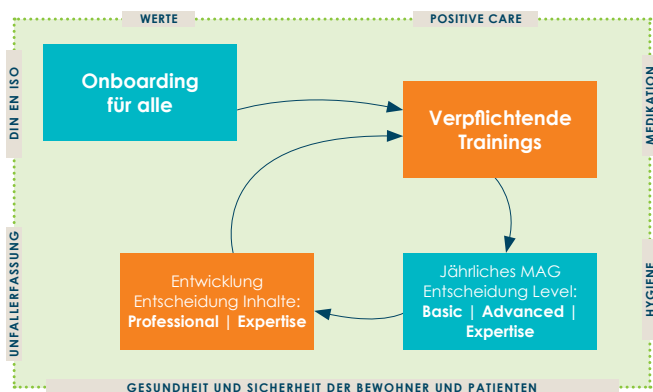 WERTE
POSITIVE CARE
DIN EN ISO
Onboarding
für alle
MEDIKATION
Verpflichtende
Trainings
UNFALLERFASSUNG
Entwicklung
Entscheidung Inhalte:
Professional | Expertise
Jährliches MAG
Entscheidung Level:
Basic | Advanced |
Expertise
HYGIENE
GESUNDHEIT UND SICHERHEIT DER BEWOHNER UND PATIENTEN